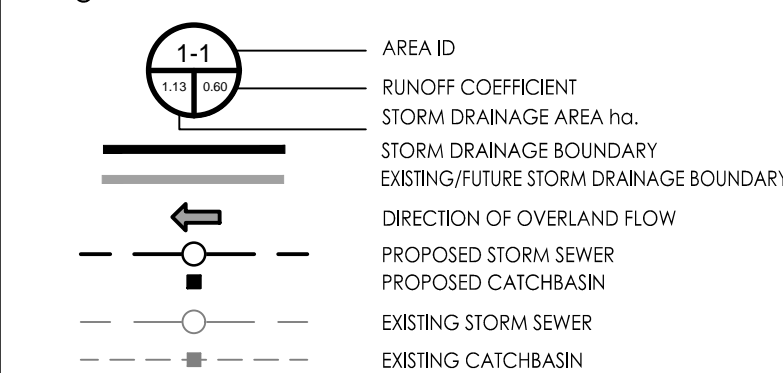 1-1
1.13 0.60
AREA ID
RUNOFF COEFFICIENT
STORM DRAINAGE AREA ha.
STORM DRAINAGE BOUNDARY
EXISTING/FUTURE STORM DRAINAGE BOUNDARY
DIRECTION OF OVERLAND FLOW
PROPOSED STORM SEWER
PROPOSED CATCHBASIN
EXISTING STORM SEWER
EXISTING CATCHBASIN